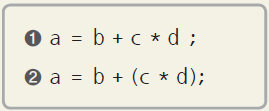 ❶ a = b + c * d ;
❷ a = b + (c * d);